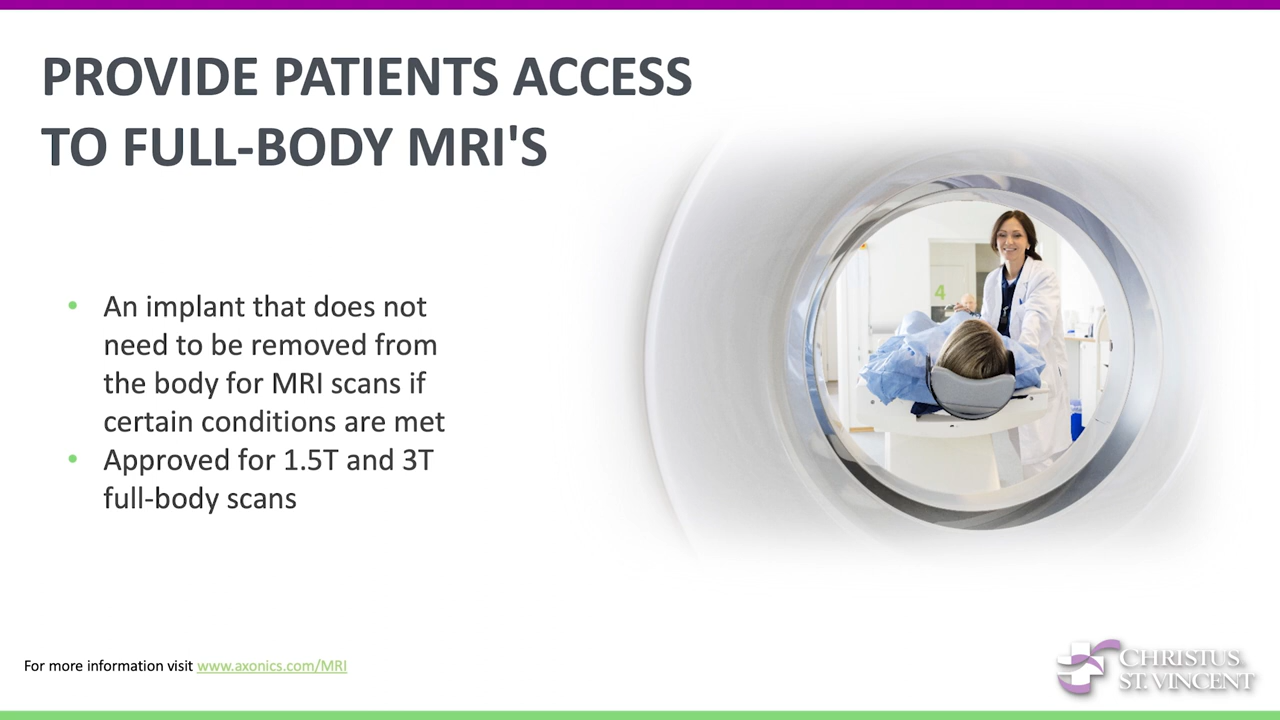 PROVIDE PATIENTS ACCESS
TO FULL-BODY MRI'S
• An implant that does not
need to be removed from
the body for MRI scans if
certain conditions are met
• Approved for 1.5T and 3T
full-body scans
4
For more information visit www.axonics.com/MRI
CHRISTUS
ST. VINCENT